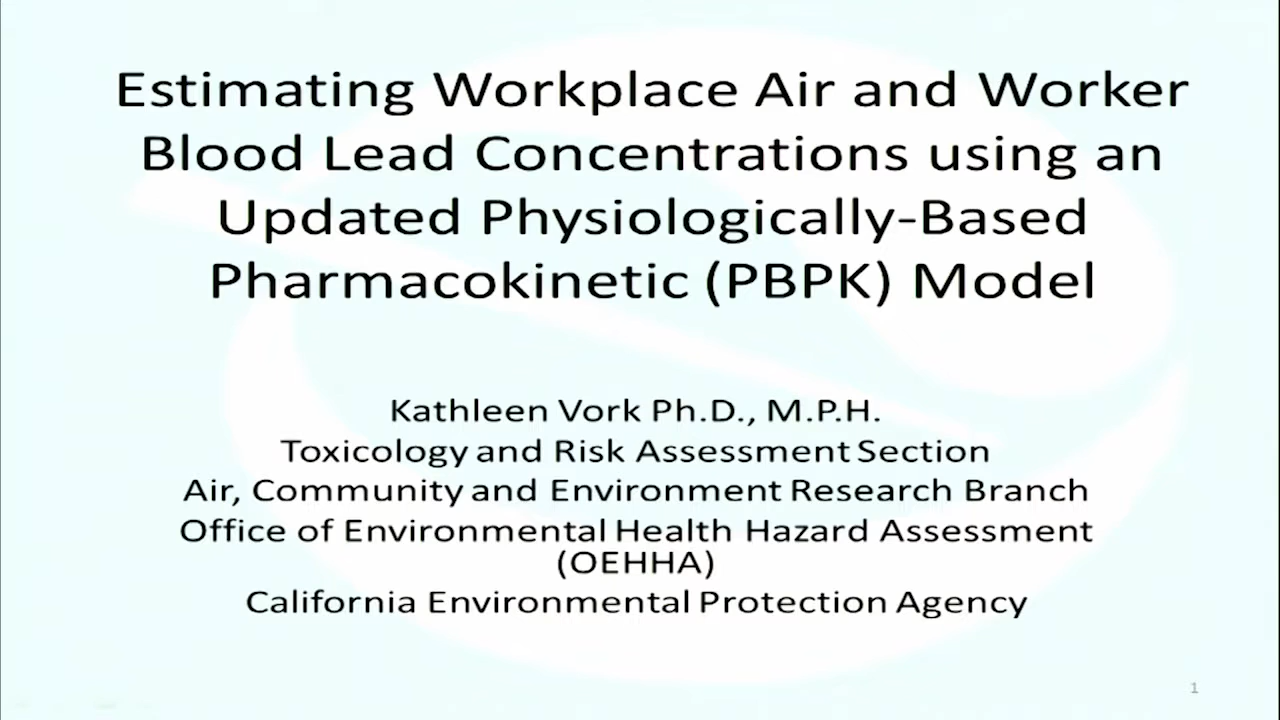 Estimating Workplace Air and Worker
Blood Lead Concentrations using an
Updated Physiologically-Based
Pharmacokinetic (PBPK) Model
Kathleen Vork Ph.D., M.P.H.
Toxicology and Risk Assessment Section
Air, Community and Environment Research Branch
Office of Environmental Health Hazard Assessment
(OEHHA)
California Environmental Protection Agency
1